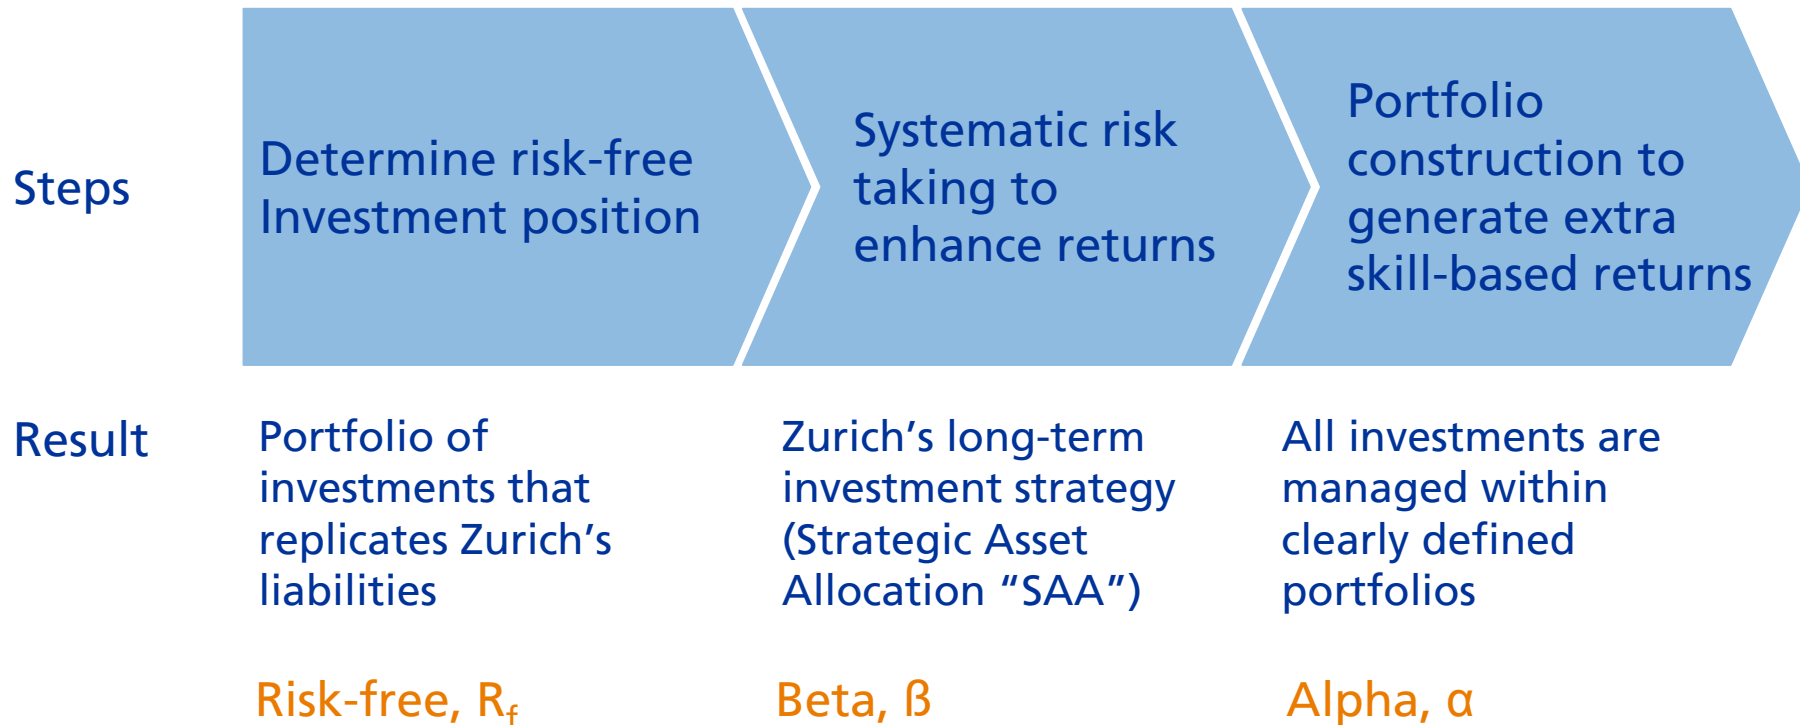 Steps
Determine risk-free
Investment position
Systematic risk
taking to
enhance returns
Portfolio
construction to
generate extra
skill-based returns
Result
Portfolio of
investments that
replicates Zurich’s
liabilities
Zurich’s long-term
investment strategy
(Strategic Asset
Allocation “SAA”)
All investments are
managed within
clearly defined
portfolios
Risk-free, Rf
Beta, ß
Alpha, α